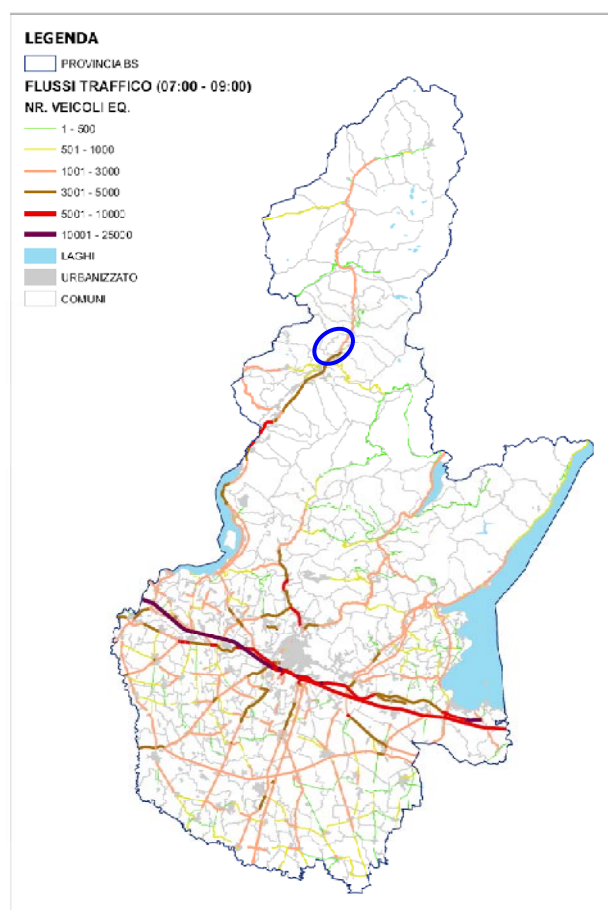 LEGENDA
PROVINCIA BS
FLUSSI TRAFFICO (07:00 - 09:00)
NR. VEICOLI EQ.
1 - 500
501 - 1000
1001 - 3000
3001 - 5000
5001 - 10000
10001 - 25000
LAGHI
URBANIZZATO
COMUNI